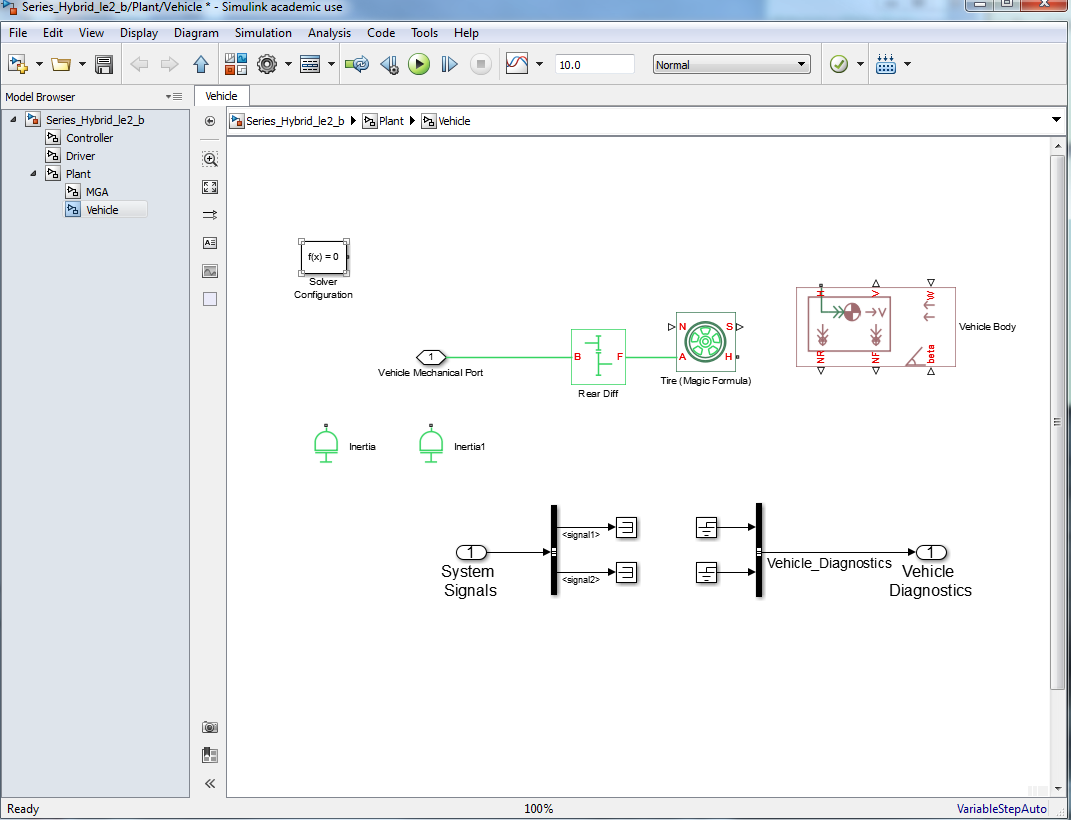 Series_Hybrid_le2_b/Plant/Vehicle * - Simulink academic use
File Edit View Display Diagram Simulation Analysis Code Tools Help
10.0
Normal
Model Browser
Vehicle
Series_Hybrid_le2_b
Controller
Driver
Plant
MGA
Vehicle
Series_Hybrid_le2_b Plant Vehicle
f(x) = 0
Solver
Configuration
1
Vehicle Mechanical Port
B F
Rear Diff
N S
A H
Tire (Magic Formula)
H V W
V
NR NF beta
Vehicle Body
Inertia
Inertia1
1
System
Signals
<signal1>
<signal2>
Vehicle_Diagnostics
1
Vehicle
Diagnostics
Ready
100%
VariableStepAuto